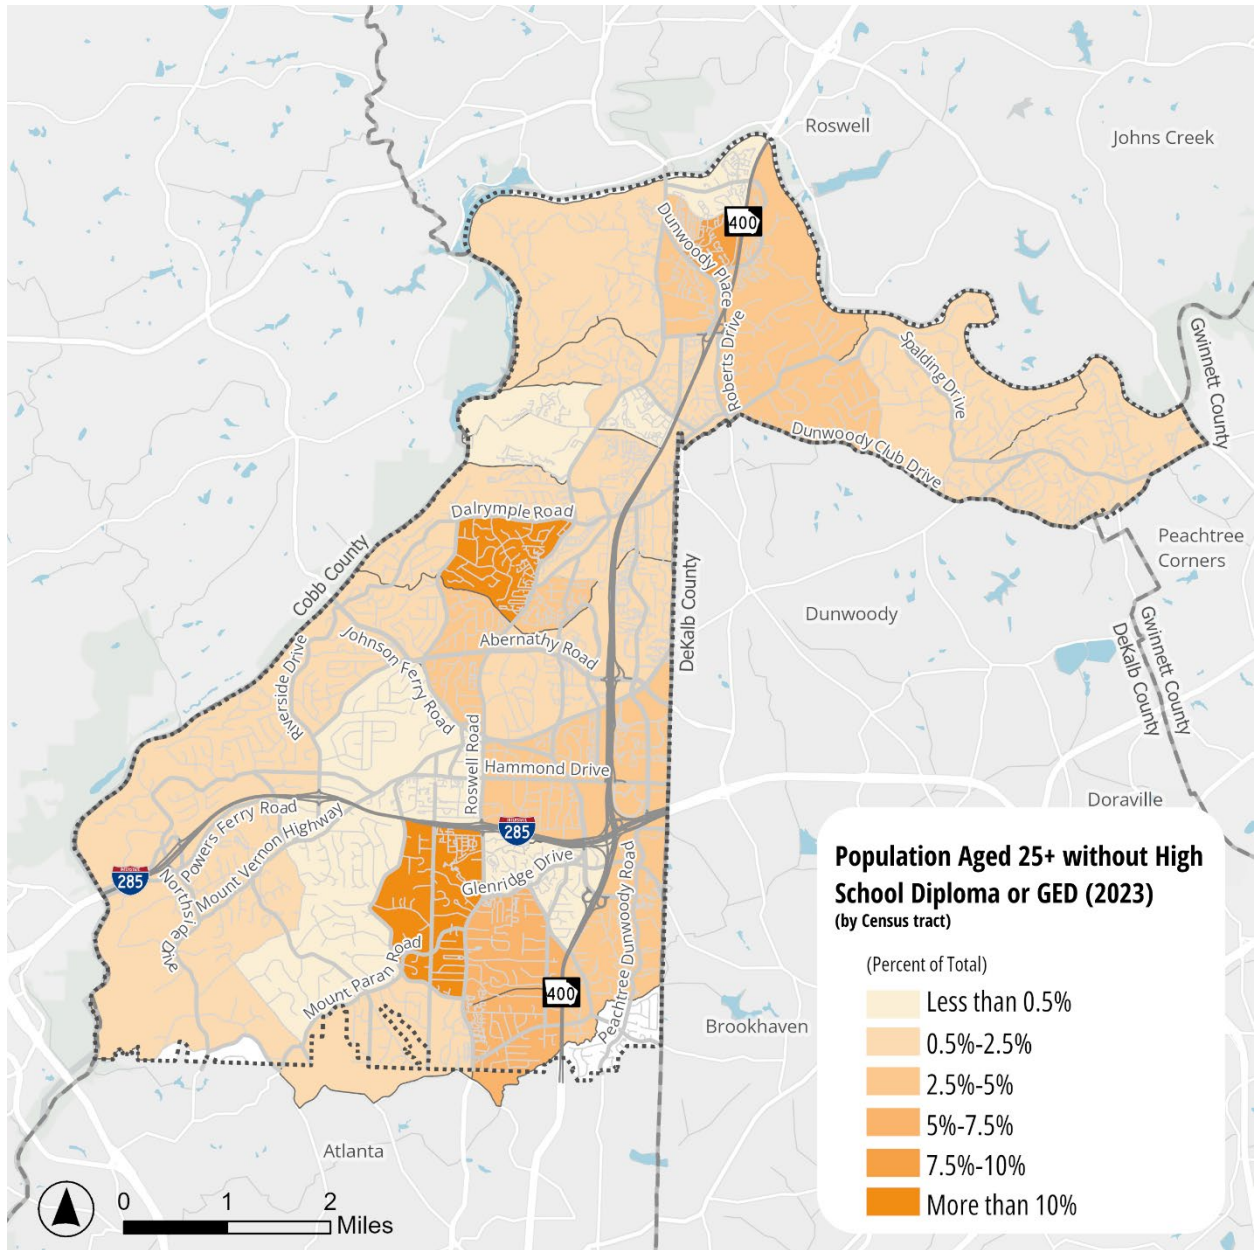 Roswell
Johns Creek
400
Dunwoody Place
Roberts Drive
Spalding Drive
Gwinnett County
Dunwoody Club Drive
Dalrymple Road
Peachtree
Corners
Cobb County
DeKalb County
Dunwoody
Gwinnett County
DeKalb County
Abernathy Road
Johnson Ferry Road
Riverside Drive
Roswell Road
Hammond Drive
Doraville
Powers Ferry Road
Mount Vernon Highway
285
285
Northside Drive
Glenridge Drive
Peachtree Dunwoody Road
Mount Paran Road
400
Brookhaven
Atlanta
Population Aged 25+ without High
School Diploma or GED (2023)
(by Census tract)
(Percent of Total)
Less than 0.5%
0.5%-2.5%
2.5%-5%
5%-7.5%
7.5%-10%
More than 10%
0 1 2
Miles